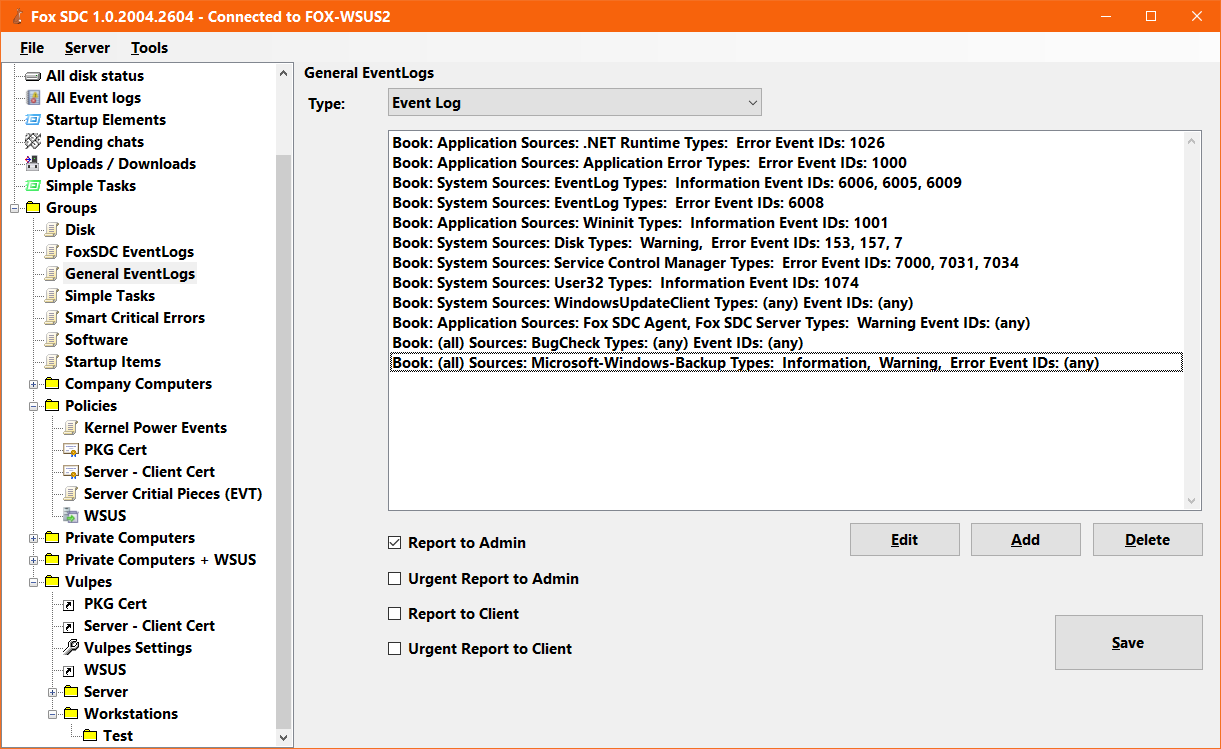 Fox SDC 1.0.2004.2604 - Connected to FOX-WSUS2
File Server Tools
All disk status
All Event logs
Startup Elements
Pending chats
Uploads / Downloads
Simple Tasks
Groups
Disk
FoxSDC EventLogs
General EventLogs
Simple Tasks
Smart Critical Errors
Software
Startup Items
Company Computers
Policies
Kernel Power Events
PKG Cert
Server - Client Cert
Server Critial Pieces (EVT)
WSUS
Private Computers
Private Computers + WSUS
Vulpes
PKG Cert
Server - Client Cert
Vulpes Settings
WSUS
Server
Workstations
Test
General EventLogs
Type: Event Log
Book: Application Sources: .NET Runtime Types:  Error Event IDs: 1026
Book: Application Sources: Application Error Types:  Error Event IDs: 1000
Book: System Sources: EventLog Types:  Information Event IDs: 6006, 6005, 6009
Book: System Sources: EventLog Types:  Error Event IDs: 6008
Book: Application Sources: Wininit Types:  Information Event IDs: 1001
Book: System Sources: Disk Types:  Warning,  Error Event IDs: 153, 157, 7
Book: System Sources: Service Control Manager Types:  Error Event IDs: 7000, 7031, 7034
Book: System Sources: User32 Types:  Information Event IDs: 1074
Book: System Sources: WindowsUpdateClient Types: (any) Event IDs: (any)
Book: Application Sources: Fox SDC Agent, Fox SDC Server Types:  Warning Event IDs: (any)
Book: (all) Sources: BugCheck Types: (any) Event IDs: (any)
Book: (all) Sources: Microsoft-Windows-Backup Types:  Information,  Warning,  Error Event IDs: (any)
Report to Admin
Edit Add Delete
Urgent Report to Admin
Report to Client
Urgent Report to Client
Save